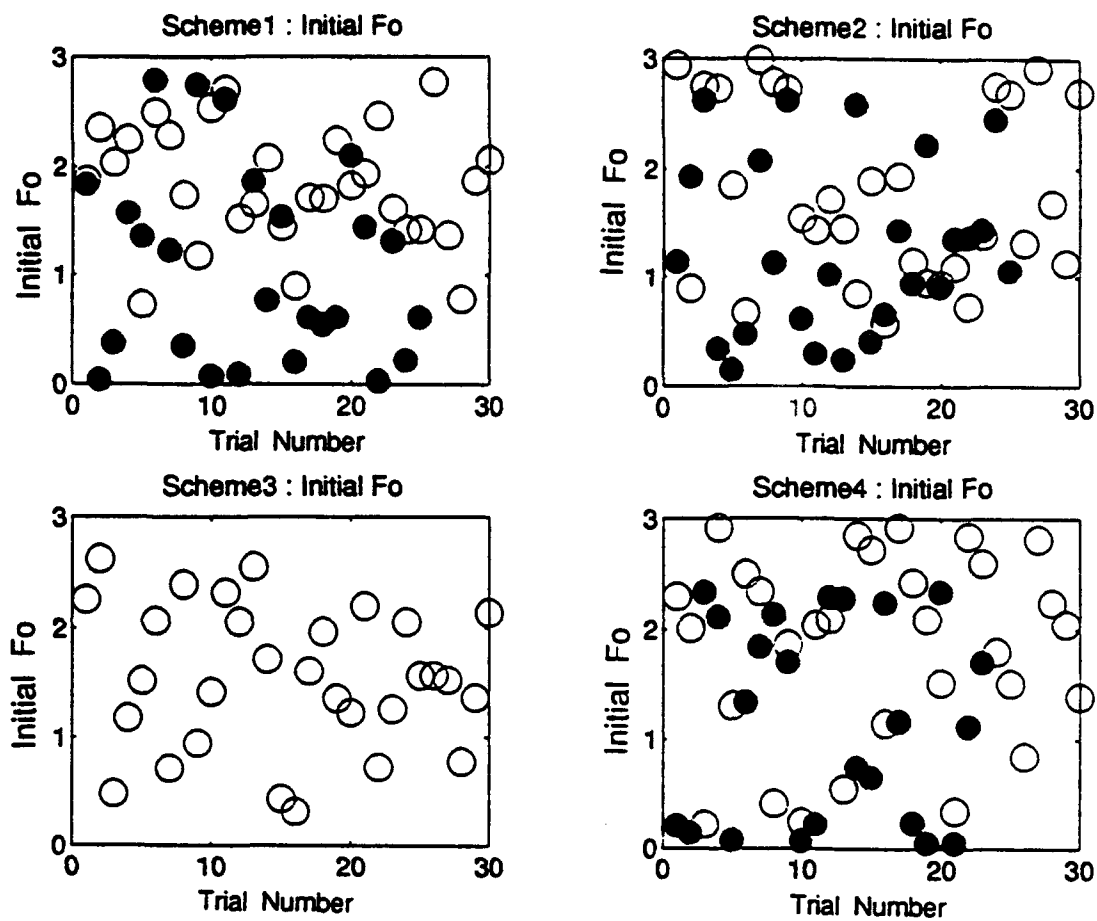 Scheme1 : Initial Fo
3
2
1
0
Initial Fo
0 10 20 30
Trial Number
Scheme2 : Initial Fo
3
2
1
0
Initial Fo
0 10 20 30
Trial Number
Scheme3 : Initial Fo
3
2
1
0
Initial Fo
0 10 20 30
Trial Number
Scheme4 : Initial Fo
3
2
1
0
Initial Fo
0 10 20 30
Trial Number